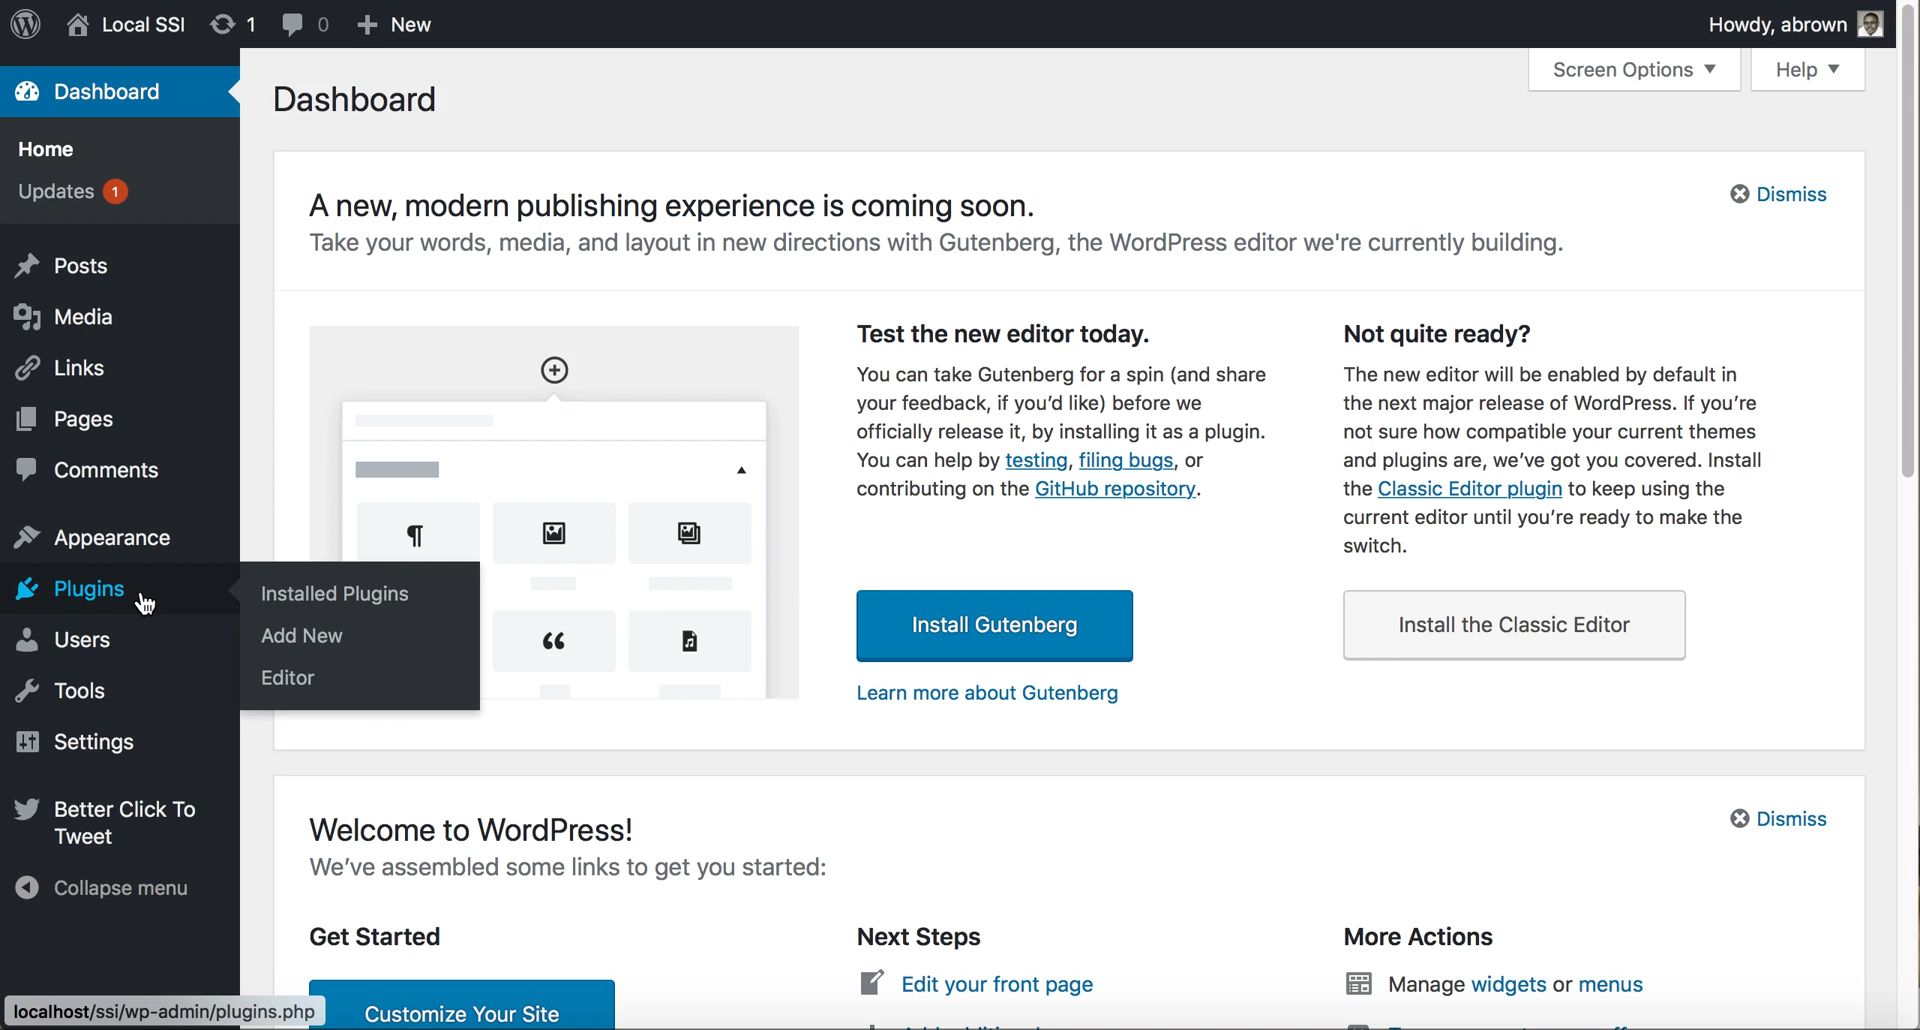 Local SSI 1 0 New
Howdy, abrown
Dashboard
Home
Updates 1
Posts
Media
Links
Pages
Comments
Appearance
Plugins
Users
Tools
Settings
Better Click To
Tweet
Collapse menu
Installed Plugins
Add New
Editor
Screen Options
Help
Dashboard
A new, modern publishing experience is coming soon.
Dismiss
Take your words, media, and layout in new directions with Gutenberg, the WordPress editor we're currently building.
Test the new editor today.
You can take Gutenberg for a spin (and share
your feedback, if you'd like) before we
officially release it, by installing it as a plugin.
You can help by testing, filing bugs, or
contributing on the GitHub repository.
Install Gutenberg
Learn more about Gutenberg
Not quite ready?
The new editor will be enabled by default in
the next major release of WordPress. If you're
not sure how compatible your current themes
and plugins are, we've got you covered. Install
the Classic Editor plugin to keep using the
current editor until you're ready to make the
switch.
Install the Classic Editor
Welcome to WordPress!
Dismiss
We've assembled some links to get you started:
Get Started
Customize Your Site
Next Steps
Edit your front page
More Actions
Manage widgets or menus
localhost/ssi/wp-admin/plugins.php